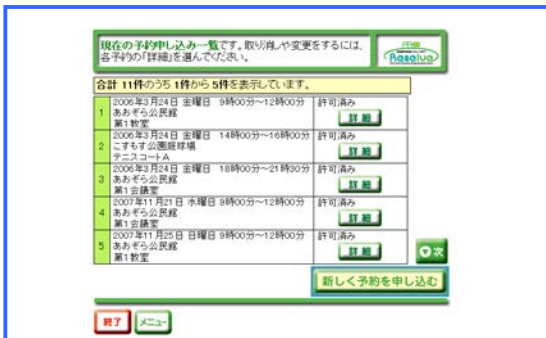 現在の予約申し込み一覧です。取り消しや変更をするには、
各予約の「詳細」を選んでください。
Reselve
合計 11件のうち 1件から 5件を表示しています。
1
2006年3月24日 金曜日 9時00分～12時00分
あおぞら公民館
第1教室
許可済み
詳細
2
2006年3月24日 金曜日 14時00分～16時00分
こすもす公園庭球場
テニスコートA
許可済み
詳細
3
2006年3月24日 金曜日 18時00分～21時30分
あおぞら公民館
第1会議室
許可済み
詳細
4
2007年11月21日 水曜日 9時00分～12時00分
あおぞら公民館
第1会議室
許可済み
詳細
5
2007年11月25日 日曜日 9時00分～12時00分
あおぞら公民館
第1教室
許可済み
詳細
次
新しく予約を申し込む
終了
メニュー